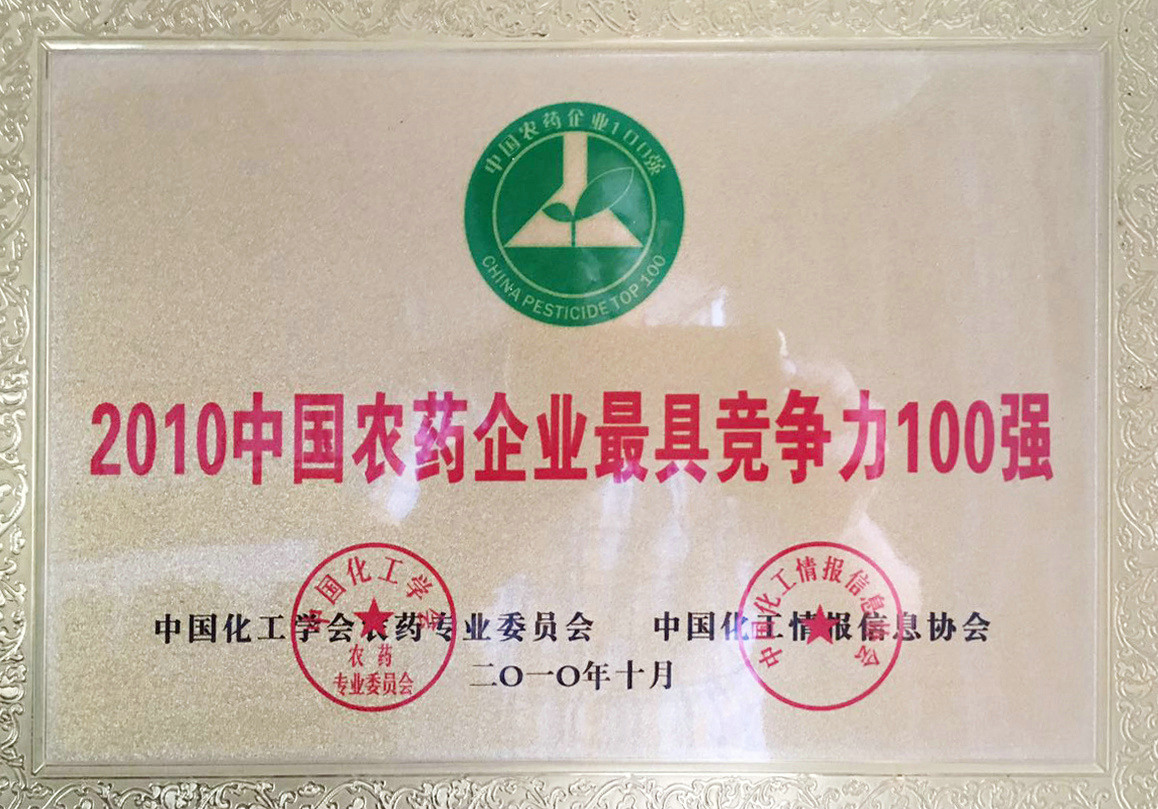 中国农药企业100强
CHINA PESTICIDE TOP 100
2010中国农药企业最具竞争力100强
中国化工学会农药专业委员会 中国化工情报信息协会
二〇一〇年十月
中国化工学会
农药
专业委员会
中国化工情报信息协会